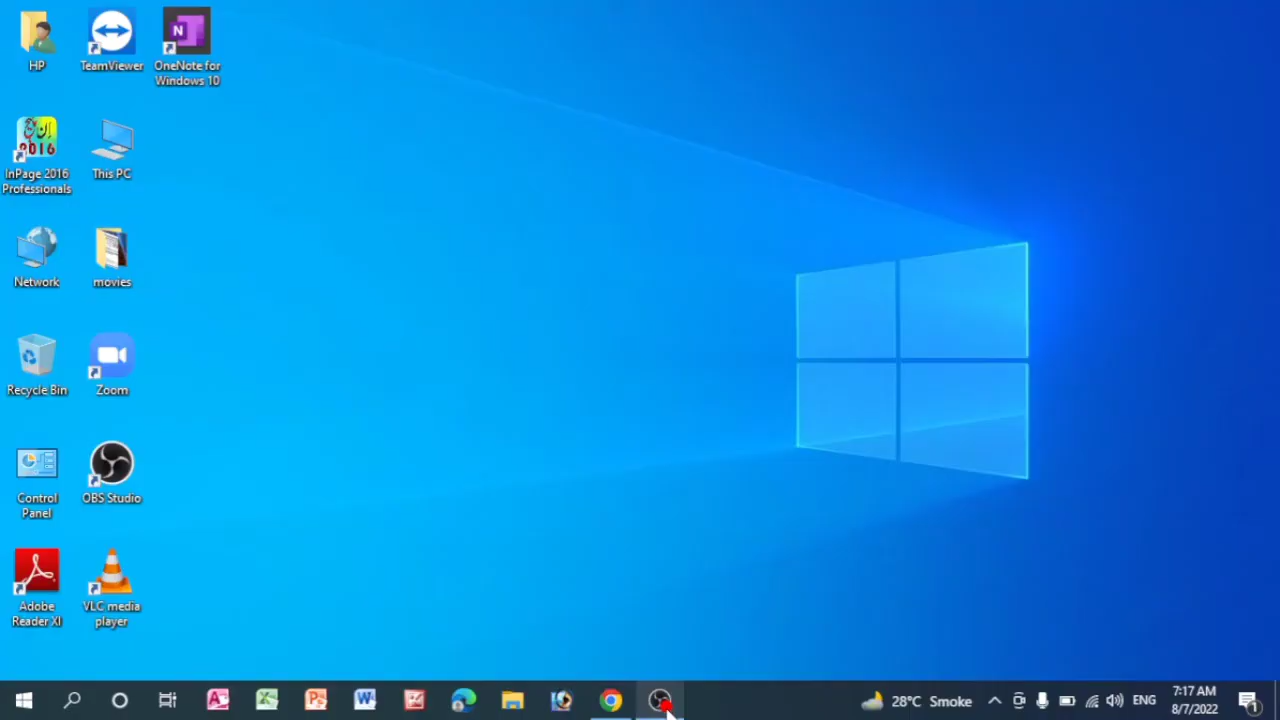 HP
TeamViewer
OneNote for
Windows 10
InPage 2016
Professionals
This PC
Network
movies
Recycle Bin
Zoom
Control
Panel
OBS Studio
Adobe
Reader XI
VLC media
player
28°C Smoke
ENG
7:17 AM
8/7/2022
1